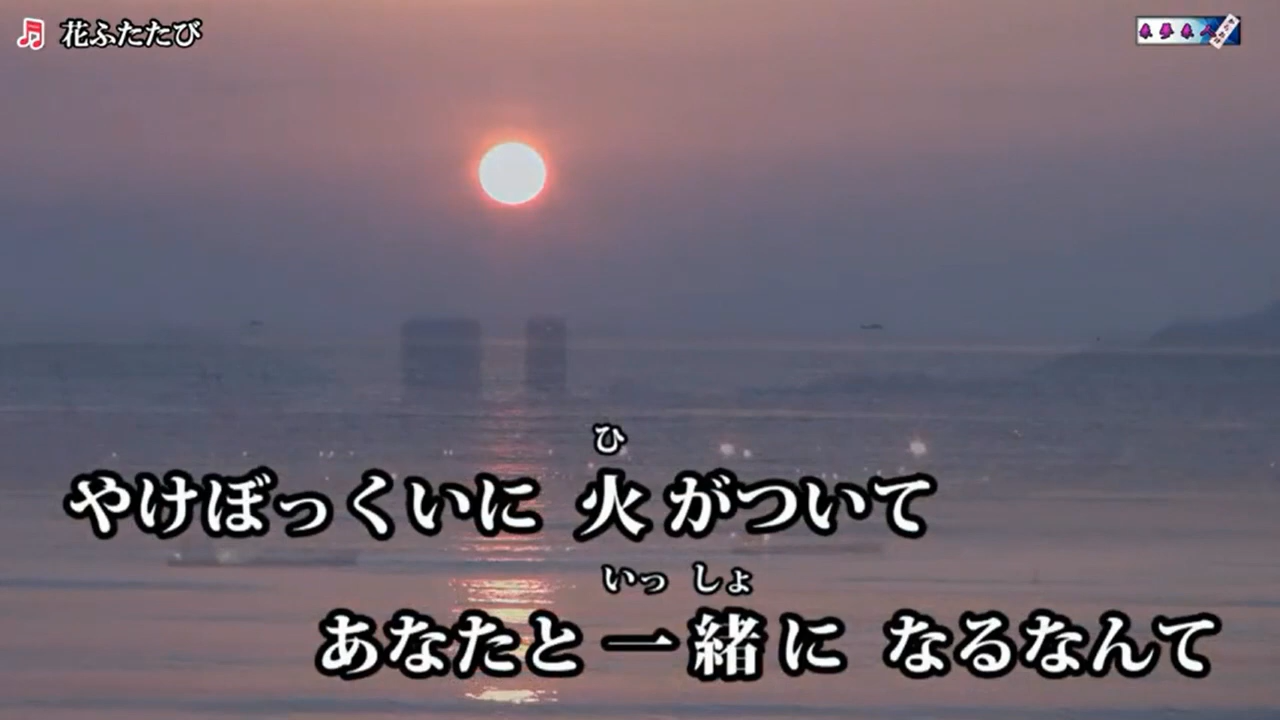 花ふたたび
ひ
やけぼっくいに 火がついて
いっ しょ
あなたと 一緒に なるなんて